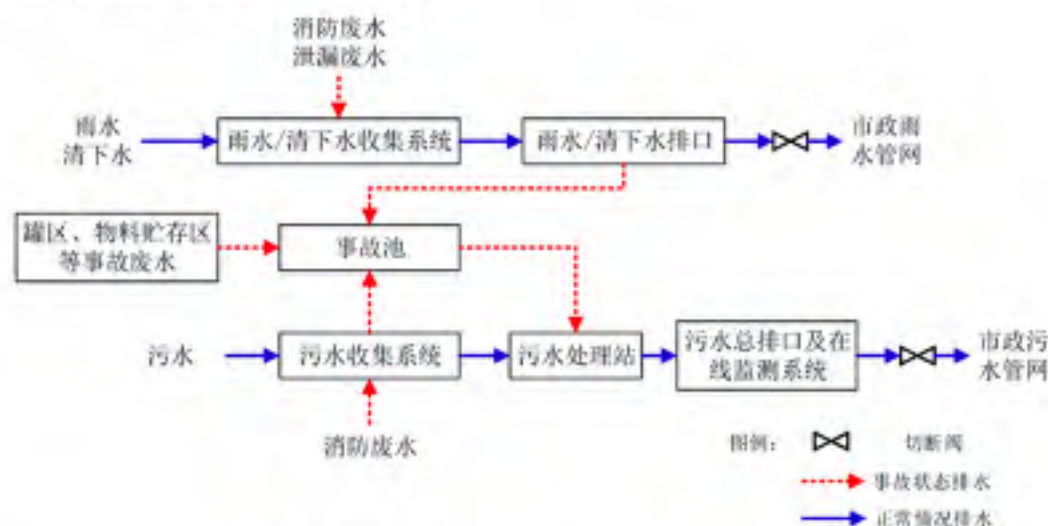 消防废水
泄漏废水
雨水
清下水
雨水/清下水收集系统
雨水/清下水排口
市政雨
水管网
罐区、物料贮存区
等事故废水
事故池
污水
污水收集系统
污水处理站
污水总排口及在
线监测系统
市政污
水管网
消防废水
图例：
切断阀
事故状态排水
正常情况排水